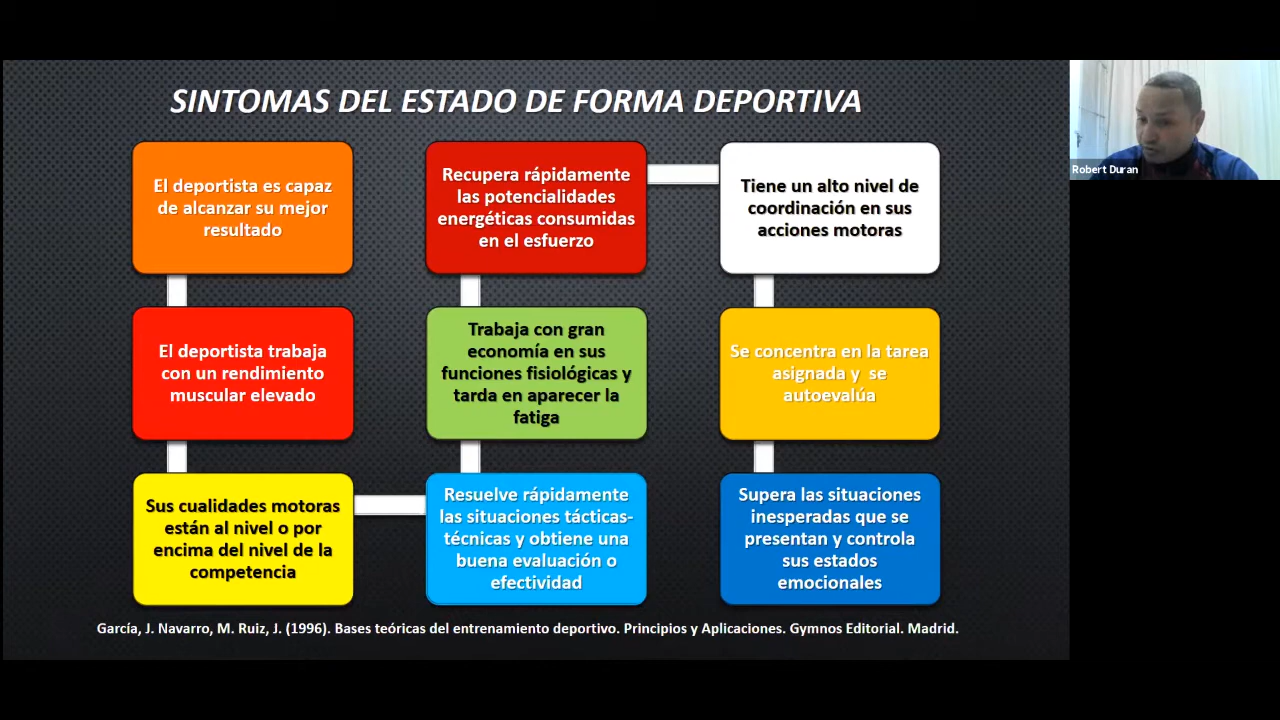 SINTOMAS DEL ESTADO DE FORMA DEPORTIVA
El deportista es capaz
de alcanzar su mejor
resultado
El deportista trabaja
con un rendimiento
muscular elevado
Sus cualidades motoras
están al nivel o por
encima del nivel de la
competencia
Resuelve rápidamente
las situaciones tácticas-
técnicas y obtiene una
buena evaluación o
efectividad
Trabaja con gran
economía en sus
funciones fisiológicas y
tarda en aparecer la
fatiga
Recupera rápidamente
las potencialidades
energéticas consumidas
en el esfuerzo
Tiene un alto nivel de
coordinación en sus
acciones motoras
Se concentra en la tarea
asignada y  se
autoevalúa
Supera las situaciones
inesperadas que se
presentan y controla
sus estados
emocionales
García, J. Navarro, M. Ruiz, J. (1996). Bases teóricas del entrenamiento deportivo. Principios y Aplicaciones. Gymnos Editorial. Madrid.
Robert Duran